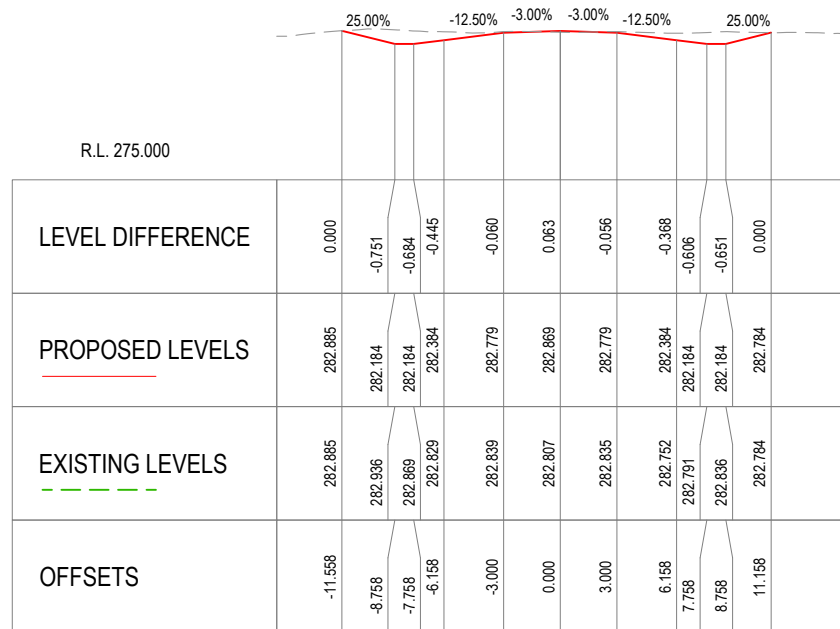 25.00% -12.50% -3.00% -3.00% -12.50% 25.00%
R.L. 275.000
LEVEL DIFFERENCE 0.000 -0.751 -0.684 -0.445 -0.060 0.063 -0.056 -0.368 -0.606 -0.651 0.000
PROPOSED LEVELS 282.885 282.184 282.184 282.384 282.779 282.869 282.779 282.384 282.184 282.184 282.784
EXISTING LEVELS 282.885 282.936 282.869 282.829 282.839 282.807 282.835 282.752 282.791 282.836 282.784
OFFSETS -11.558 -8.758 -7.758 -6.158 -3.000 0.000 3.000 6.158 7.758 8.758 11.158